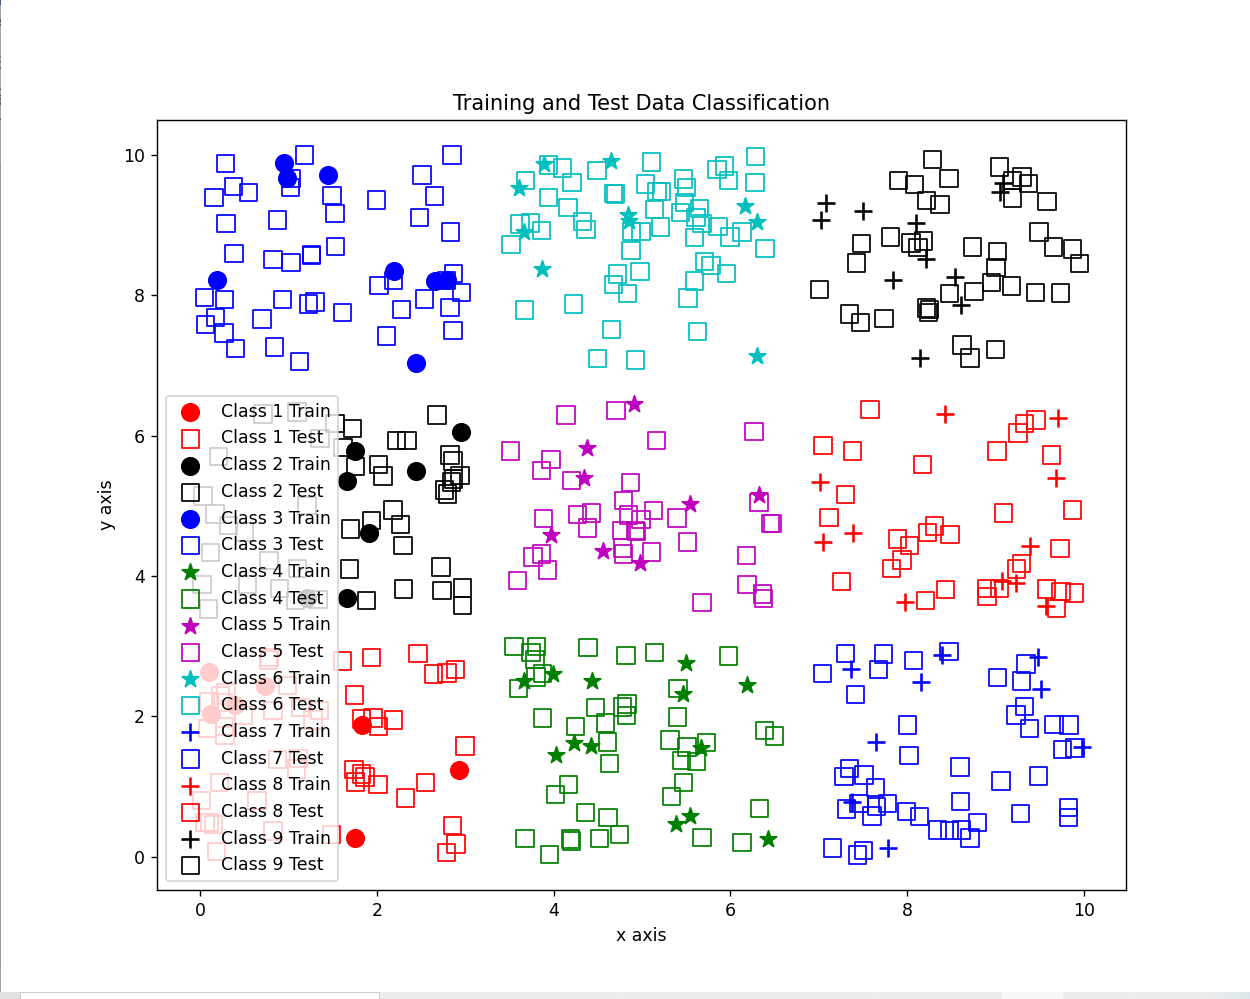 Training and Test Data Classification
10
8
6
4
2
0
y axis
Class 1 Train
Class 1 Test
Class 2 Train
Class 2 Test
Class 3 Train
Class 3 Test
Class 4 Train
Class 4 Test
Class 5 Train
Class 5 Test
Class 6 Train
Class 6 Test
Class 7 Train
Class 7 Test
Class 8 Train
Class 8 Test
Class 9 Train
Class 9 Test
0 2 4 6 8 10
x axis